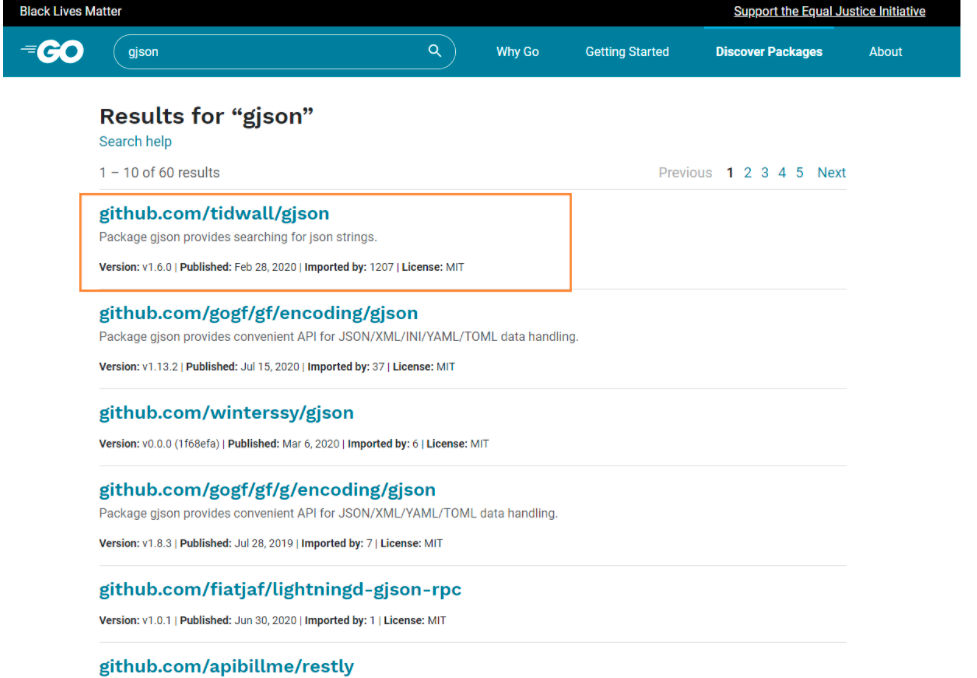 Black Lives Matter
Support the Equal Justice Initiative
GO
gjson
Why Go
Getting Started
Discover Packages
About
Results for “gjson”
Search help
1 – 10 of 60 results
Previous 1 2 3 4 5 Next
github.com/tidwall/gjson
Package gjson provides searching for json strings.
Version: v1.6.0 | Published: Feb 28, 2020 | Imported by: 1207 | License: MIT
github.com/gogf/gf/encoding/gjson
Package gjson provides convenient API for JSON/XML/INI/YAML/TOML data handling.
Version: v1.13.2 | Published: Jul 15, 2020 | Imported by: 37 | License: MIT
github.com/winterssy/gjson
Version: v0.0.0 (1f68efa) | Published: Mar 6, 2020 | Imported by: 6 | License: MIT
github.com/gogf/gf/g/encoding/gjson
Package gjson provides convenient API for JSON/XML/YAML/TOML data handling.
Version: v1.8.3 | Published: Jul 28, 2019 | Imported by: 7 | License: MIT
github.com/fiatjaf/lightningd-gjson-rpc
Version: v1.0.1 | Published: Jun 30, 2020 | Imported by: 1 | License: MIT
github.com/apibillme/restly